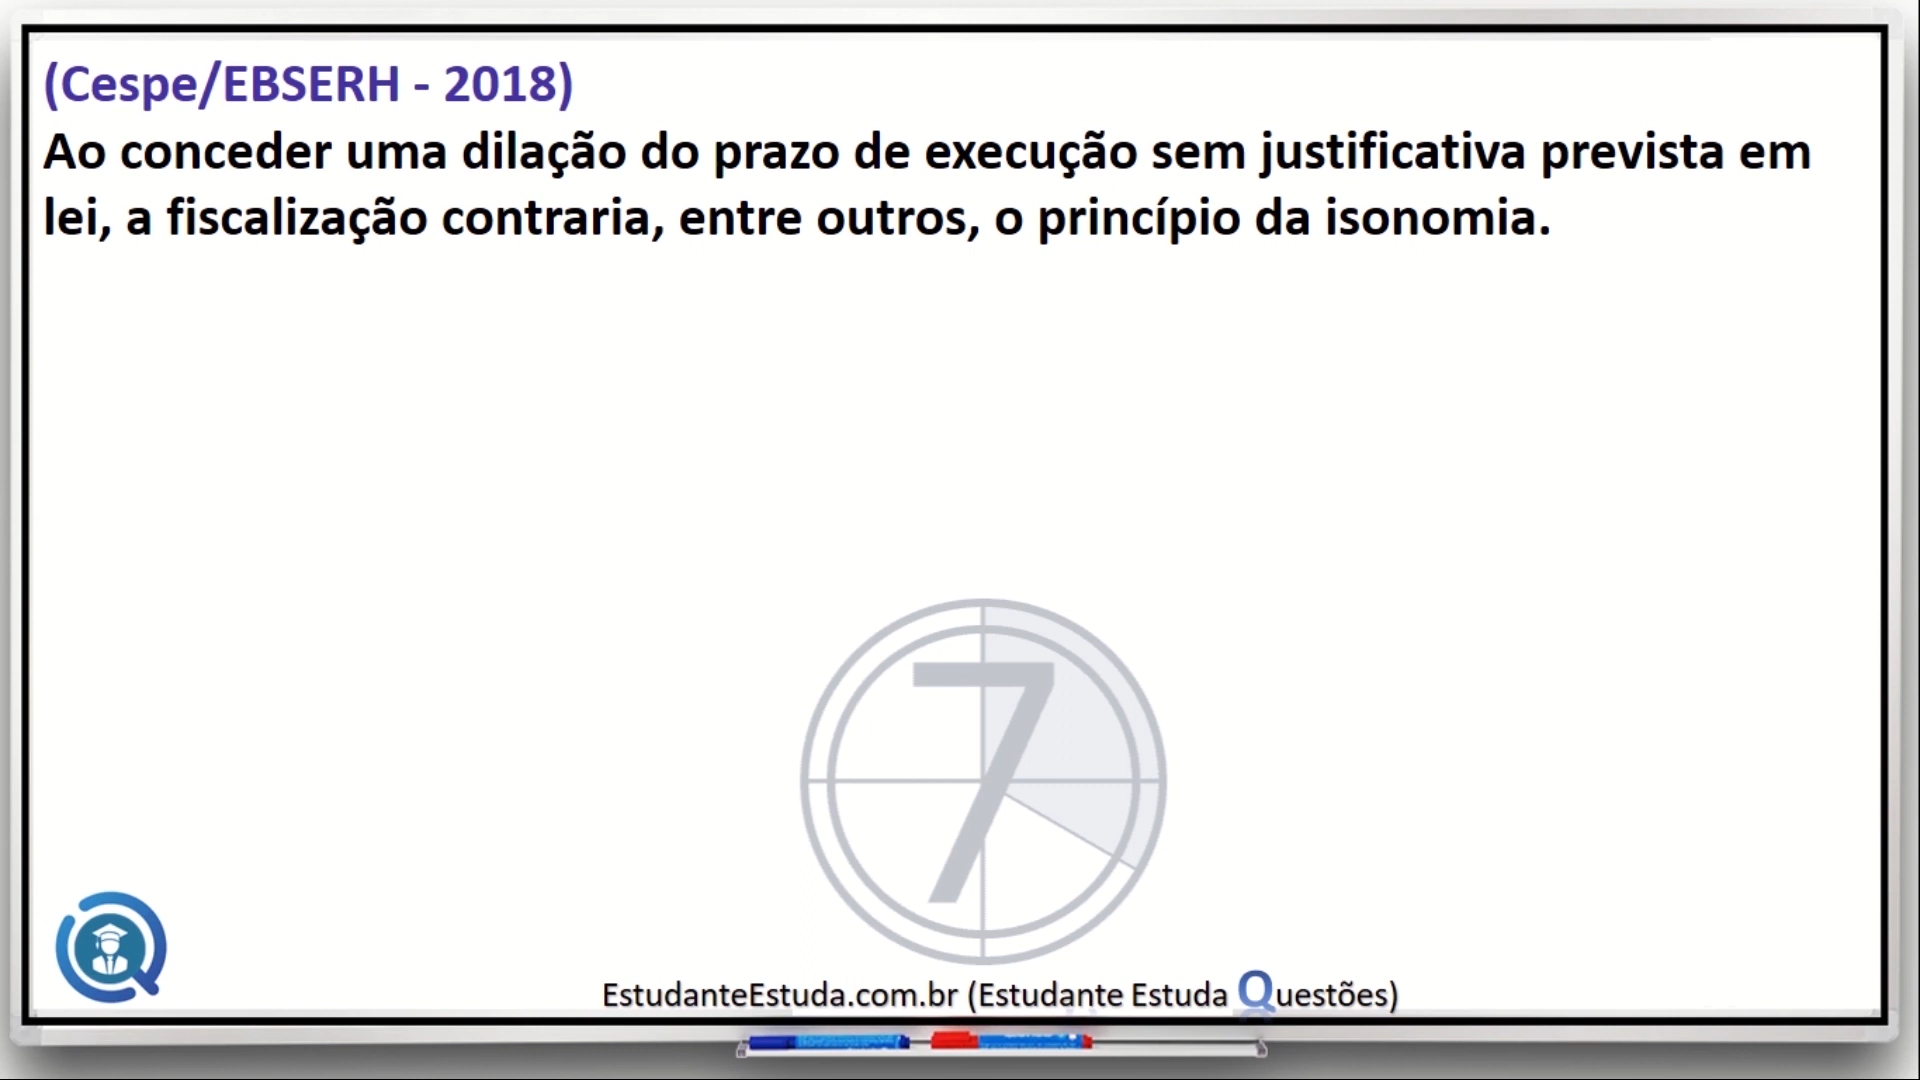 (Cespe/EBSERH - 2018)
Ao conceder uma dilação do prazo de execução sem justificativa prevista em
lei, a fiscalização contraria, entre outros, o princípio da isonomia.
7
EstudanteEstuda.com.br (Estudante Estuda Questões)